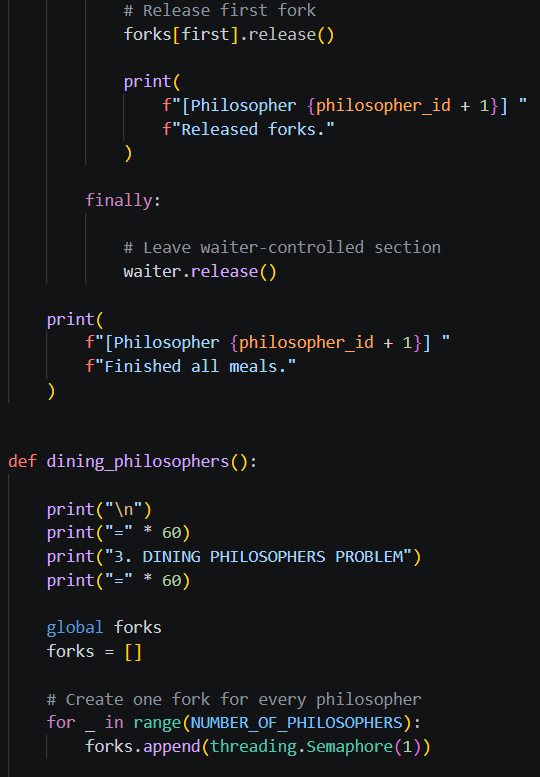 # Release first fork
forks[first].release()
print(
f"[Philosopher {philosopher_id + 1}] "
f"Released forks."
)
finally:
# Leave waiter-controlled section
waiter.release()
print(
f"[Philosopher {philosopher_id + 1}] "
f"Finished all meals."
)
def dining_philosophers():
print("\n")
print("=" * 60)
print("3. DINING PHILOSOPHERS PROBLEM")
print("=" * 60)
global forks
forks = []
# Create one fork for every philosopher
for _ in range(NUMBER_OF_PHILOSOPHERS):
forks.append(threading.Semaphore(1))